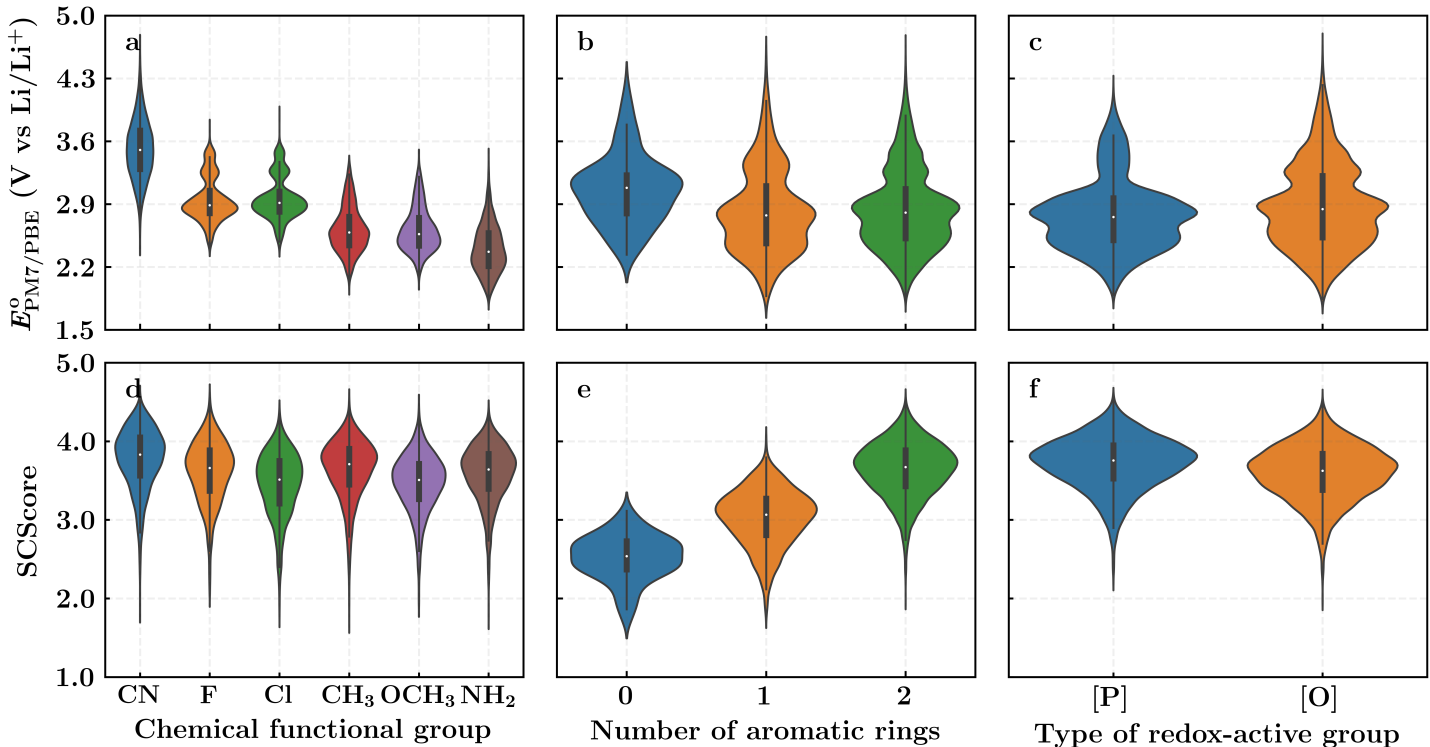 E°PM7/PBE (V vs Li/Li+)
5.0
4.3
3.6
2.9
2.2
1.5
a
b
c
SCScore
5.0
4.0
3.0
2.0
1.0
d
e
f
CN F Cl CH3 OCH3 NH2
0 1 2
[P] [O]
Chemical functional group
Number of aromatic rings
Type of redox-active group